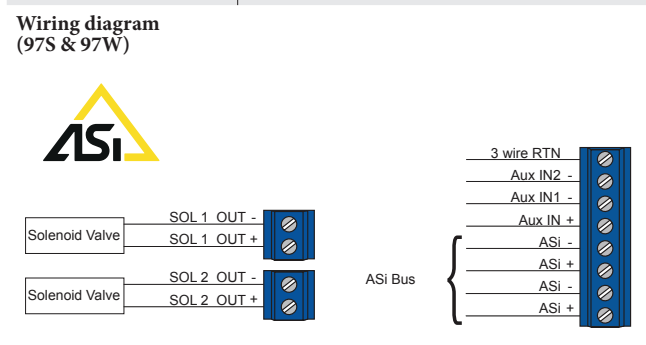 Wiring diagram
(97S & 97W)
ASi
SOL 1 OUT -
Solenoid Valve
SOL 1 OUT +
SOL 2 OUT -
Solenoid Valve
SOL 2 OUT +
3 wire RTN
Aux IN2 -
Aux IN1 -
Aux IN +
ASi Bus
ASi -
ASi +
ASi -
ASi +